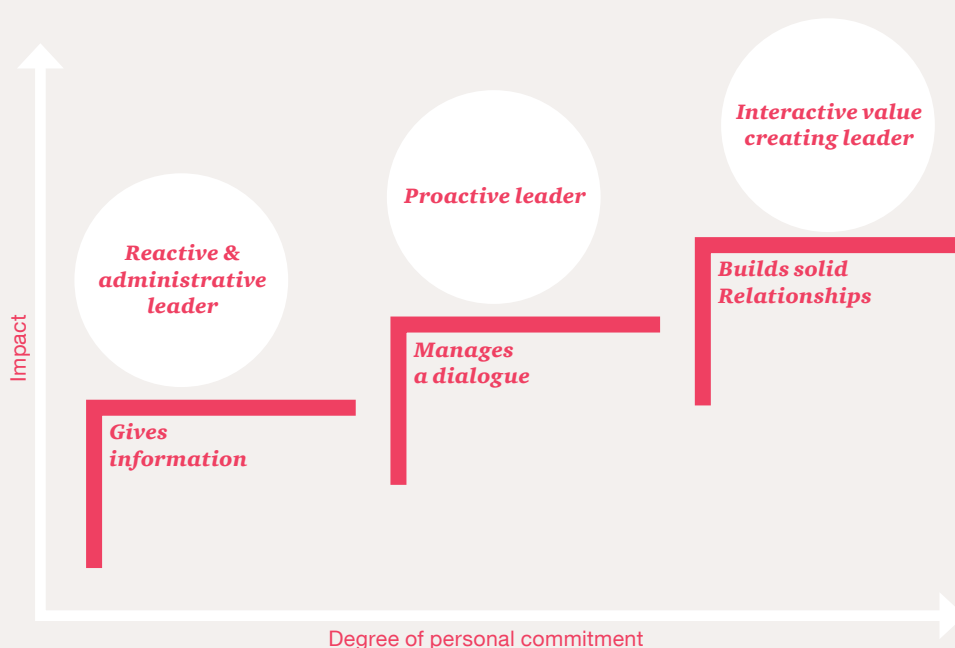 Interactive value
creating leader
Proactive leader
Reactive &
administrative
leader
Builds solid
Relationships
Manages
a dialogue
Gives
information
Impact
Degree of personal commitment